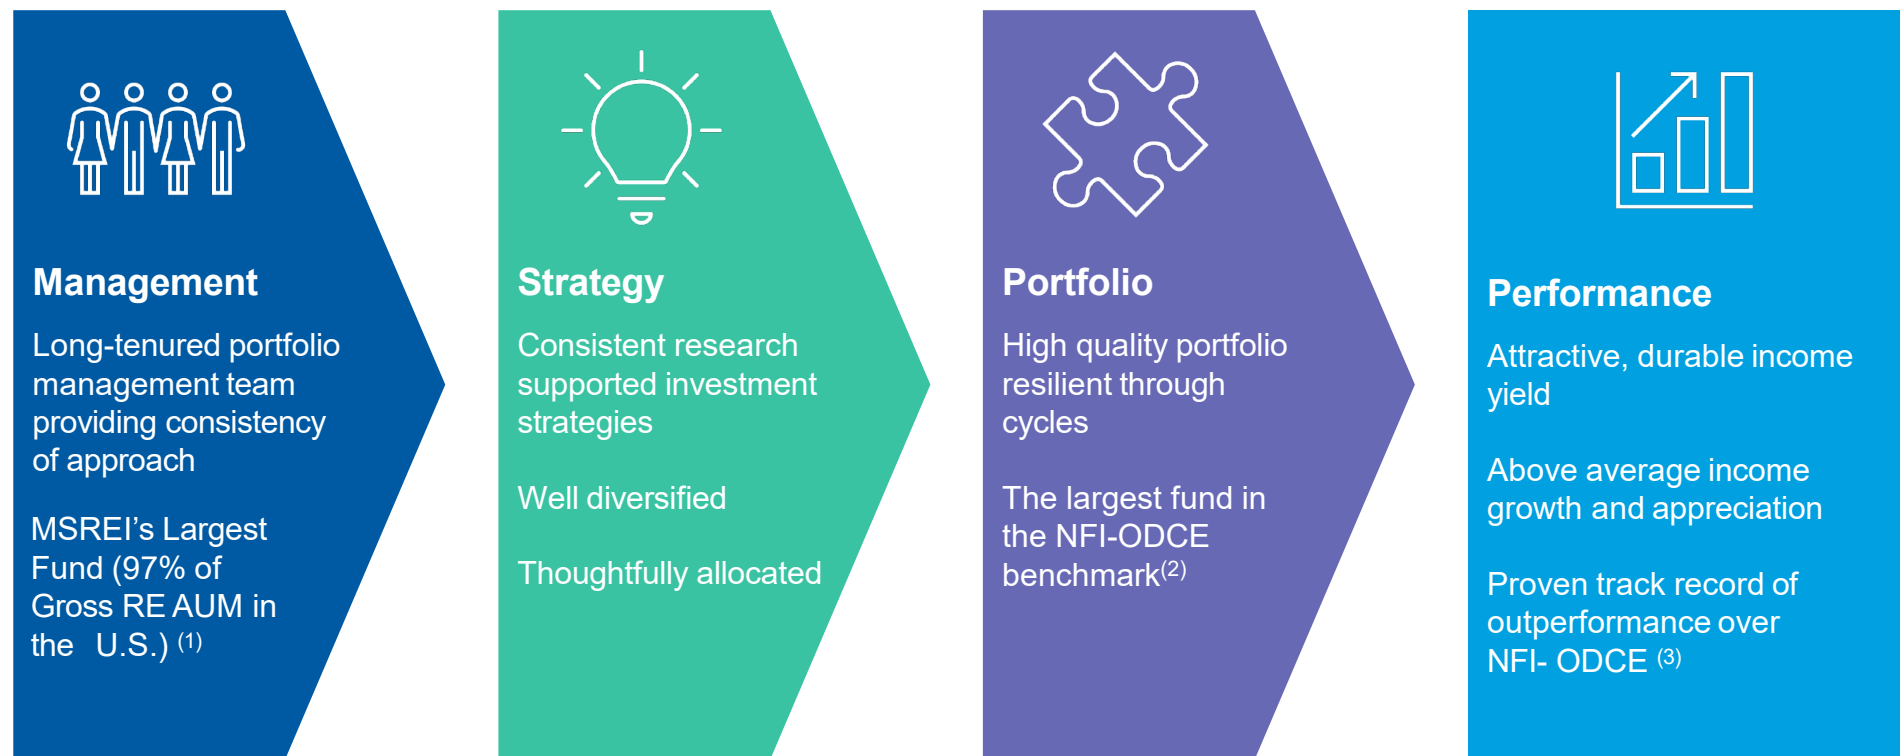 Management
Long-tenured portfolio
management team
providing consistency
of approach
MSREI's Largest
Fund (97% of
Gross RE AUM in
the U.S.) (1)
Strategy
Consistent research
supported investment
strategies
Well diversified
Thoughtfully allocated
Portfolio
High quality portfolio
resilient through
cycles
The largest fund in
the NFI-ODCE
benchmark(2)
Performance
Attractive, durable income
yield
Above average income
growth and appreciation
Proven track record of
outperformance over
NFI- ODCE (3)